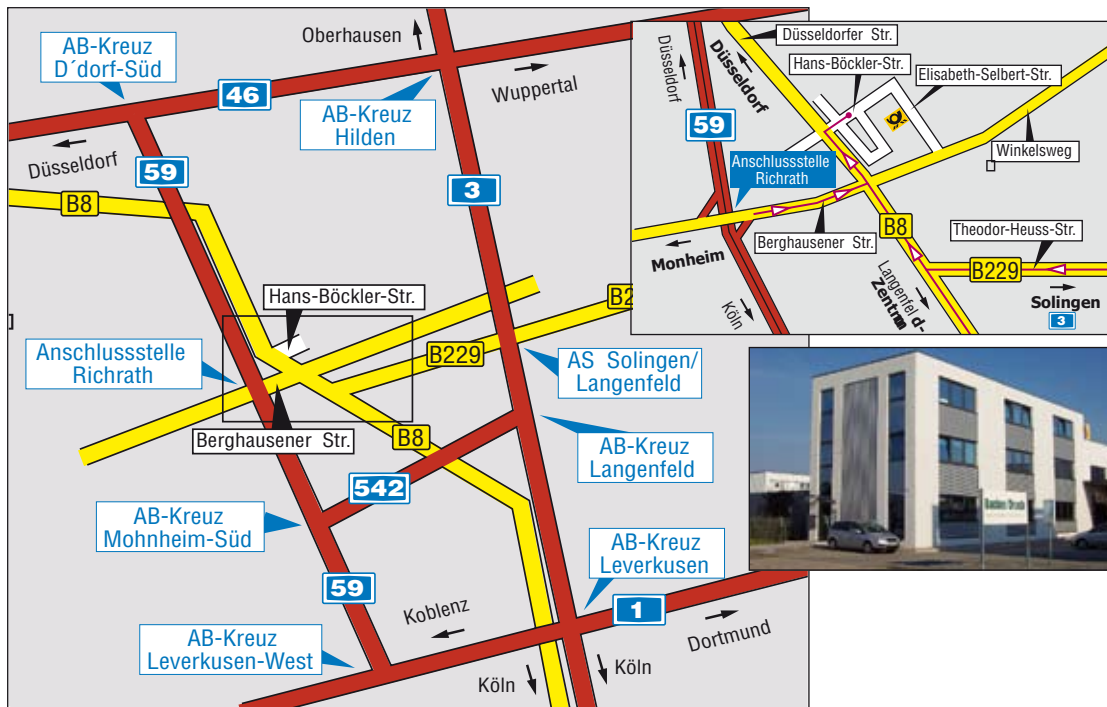 Oberhausen
AB-Kreuz
D´dorf-Süd
46
Wuppertal
AB-Kreuz
Hilden
Düsseldorf
59
B8
3
Hans-Böckler-Str.
B229
Anschlussstelle
Richrath
AS Solingen/
Langenfeld
Berghausener Str.
B8
AB-Kreuz
Langenfeld
542
AB-Kreuz
Mohnheim-Süd
AB-Kreuz
Leverkusen
59
1
Koblenz
Dortmund
AB-Kreuz
Leverkusen-West
Köln
Köln
Düsseldorfer Str.
Hans-Böckler-Str.
Elisabeth-Selbert-Str.
Düsseldorf
Düsseldorf
59
Winkelsweg
Anschlussstelle
Richrath
B8
Theodor-Heuss-Str.
Berghausener Str.
Monheim
B229
Langenfeld-
Zentrum
Solingen
3
Köln